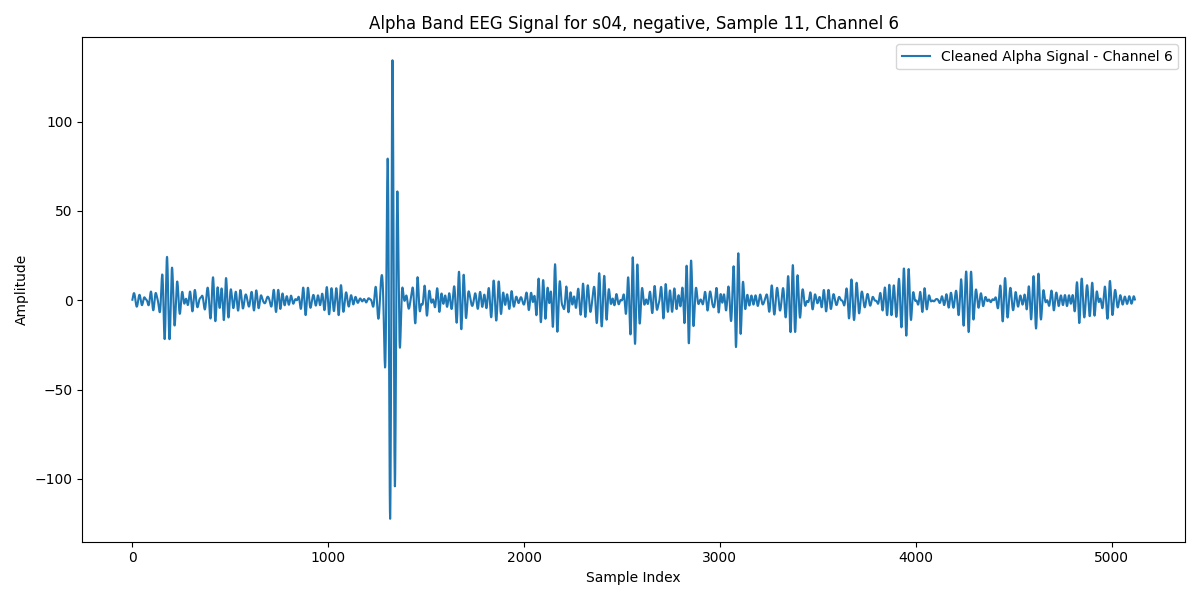 Alpha Band EEG Signal for s04, negative, Sample 11, Channel 6
Cleaned Alpha Signal - Channel 6
Amplitude
100
50
0
−50
−100
0 1000 2000 3000 4000 5000
Sample Index